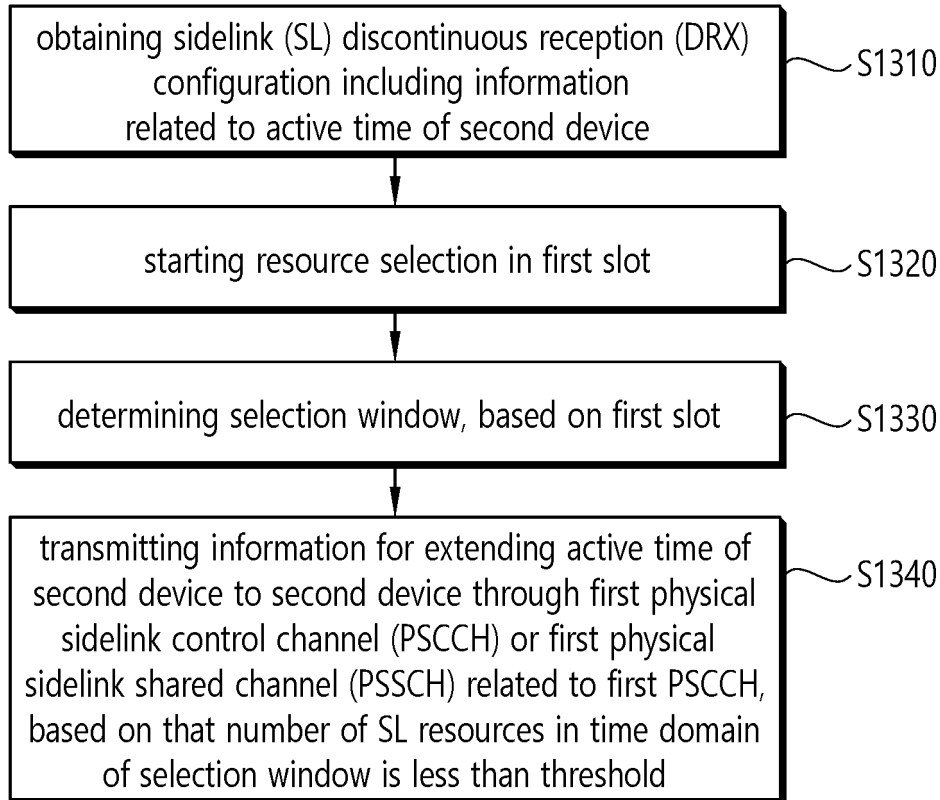 obtaining sidelink (SL) discontinuous reception (DRX)
configuration including information
related to active time of second device
S1310
starting resource selection in first slot
S1320
determining selection window, based on first slot
S1330
transmitting information for extending active time of
second device to second device through first physical
sidelink control channel (PSCCH) or first physical
sidelink shared channel (PSSCH) related to first PSCCH,
based on that number of SL resources in time domain
of selection window is less than threshold
S1340